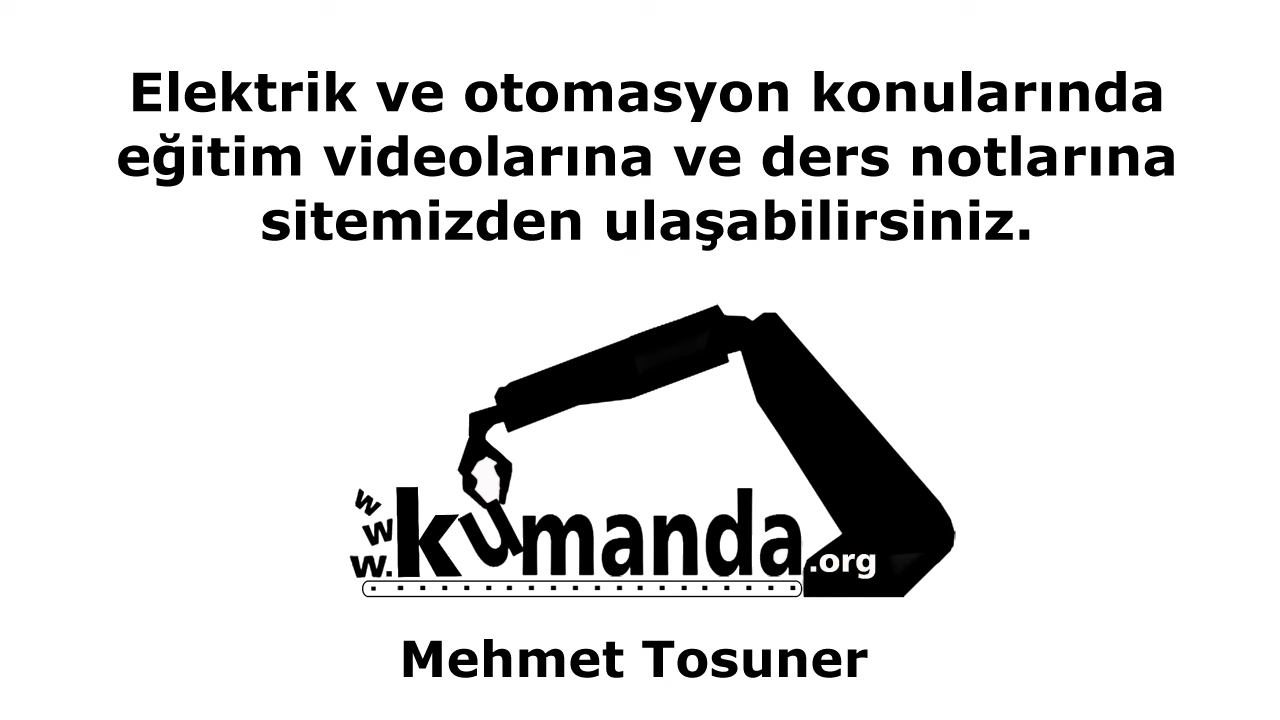 Elektrik ve otomasyon konularında
eğitim videolarına ve ders notlarına
sitemizden ulaşabilirsiniz.
www.kumanda.org
Mehmet Tosuner